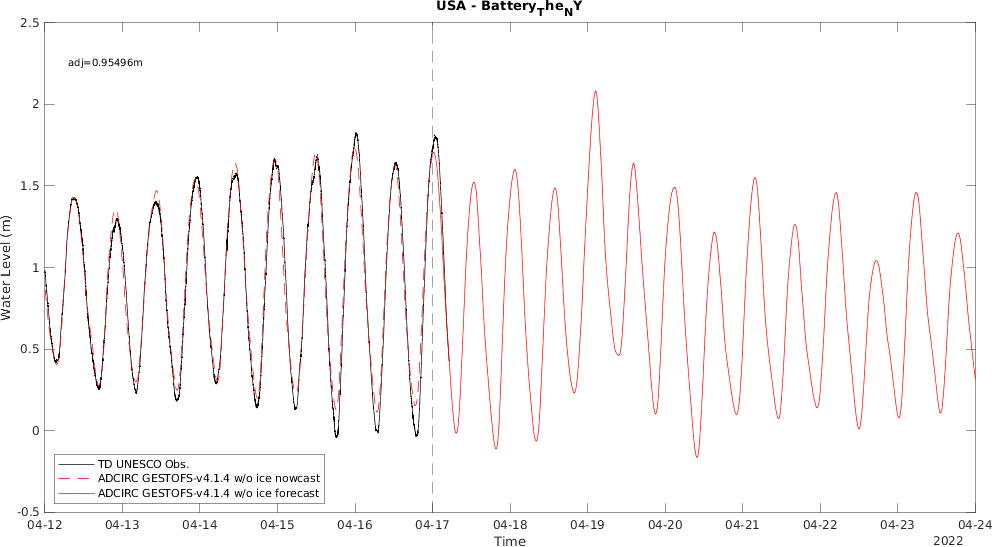 USA - Battery_The_NY
adj=0.95496m
2.5
2
1.5
1
0.5
0
-0.5
Water Level (m)
TD UNESCO Obs.
ADCIRC GESTOFS-v4.1.4 w/o ice nowcast
ADCIRC GESTOFS-v4.1.4 w/o ice forecast
04-12 04-13 04-14 04-15 04-16 04-17 04-18 04-19 04-20 04-21 04-22 04-23 04-24
Time
2022